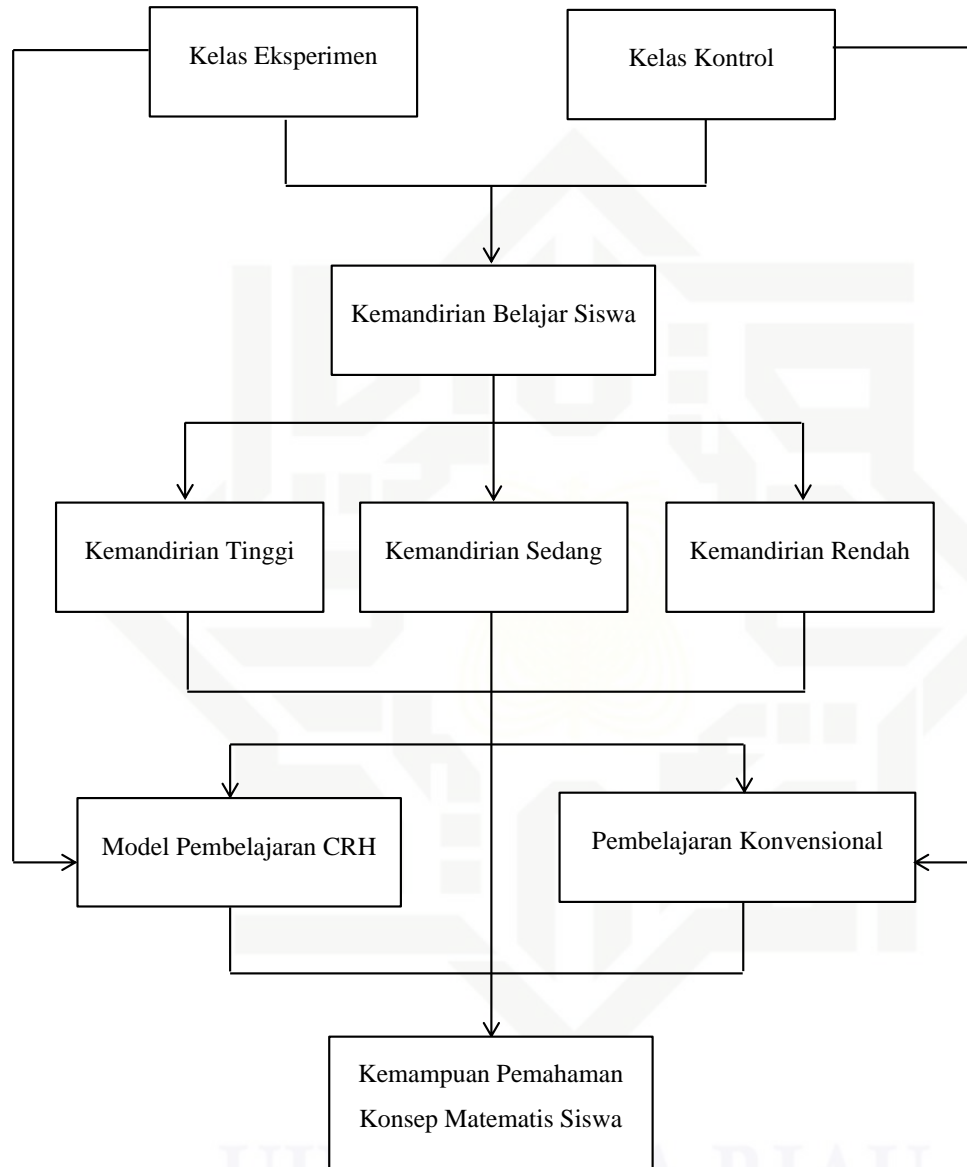 Kelas Eksperimen
Kelas Kontrol
Kemandirian Belajar Siswa
Kemandirian Tinggi
Kemandirian Sedang
Kemandirian Rendah
Model Pembelajaran CRH
Pembelajaran Konvensional
Kemampuan Pemahaman
Konsep Matematis Siswa